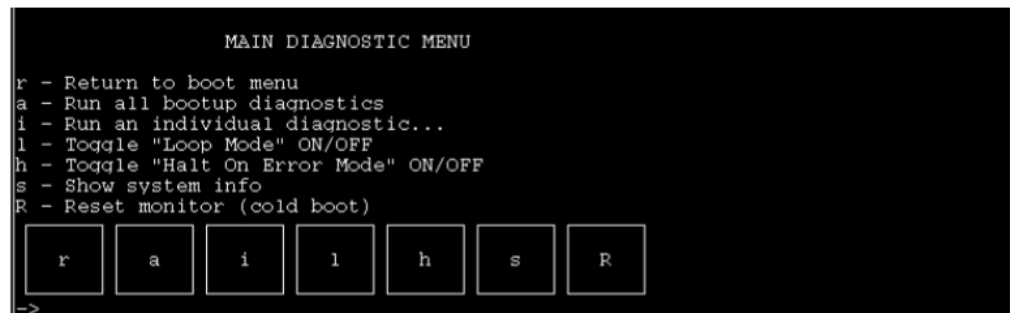 MAIN DIAGNOSTIC MENU
r - Return to boot menu
a - Run all bootup diagnostics
i - Run an individual diagnostic...
l - Toggle "Loop Mode" ON/OFF
h - Toggle "Halt On Error Mode" ON/OFF
s - Show system info
R - Reset monitor (cold boot)
r a i l h s R
->